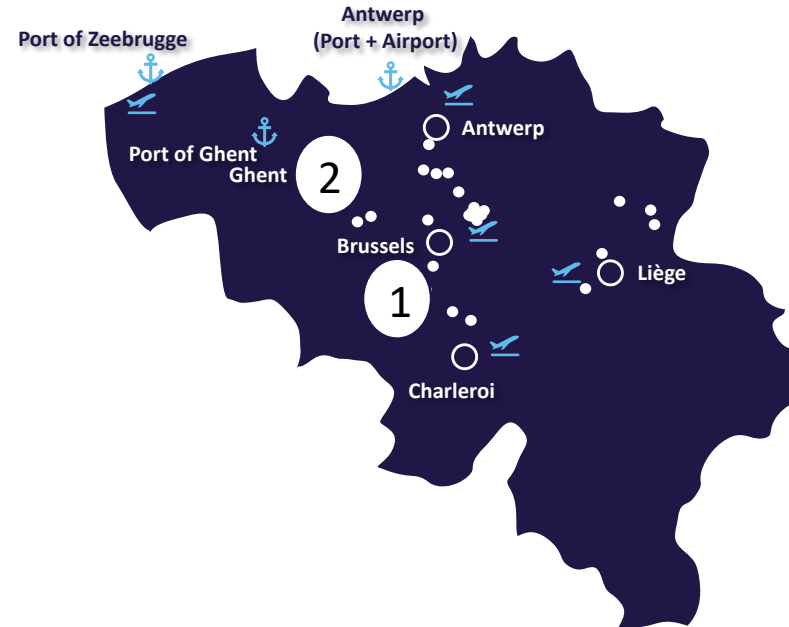 Antwerp
(Port + Airport)
Port of Zeebrugge
Antwerp
Port of Ghent
Ghent
2
Brussels
Liège
1
Charleroi